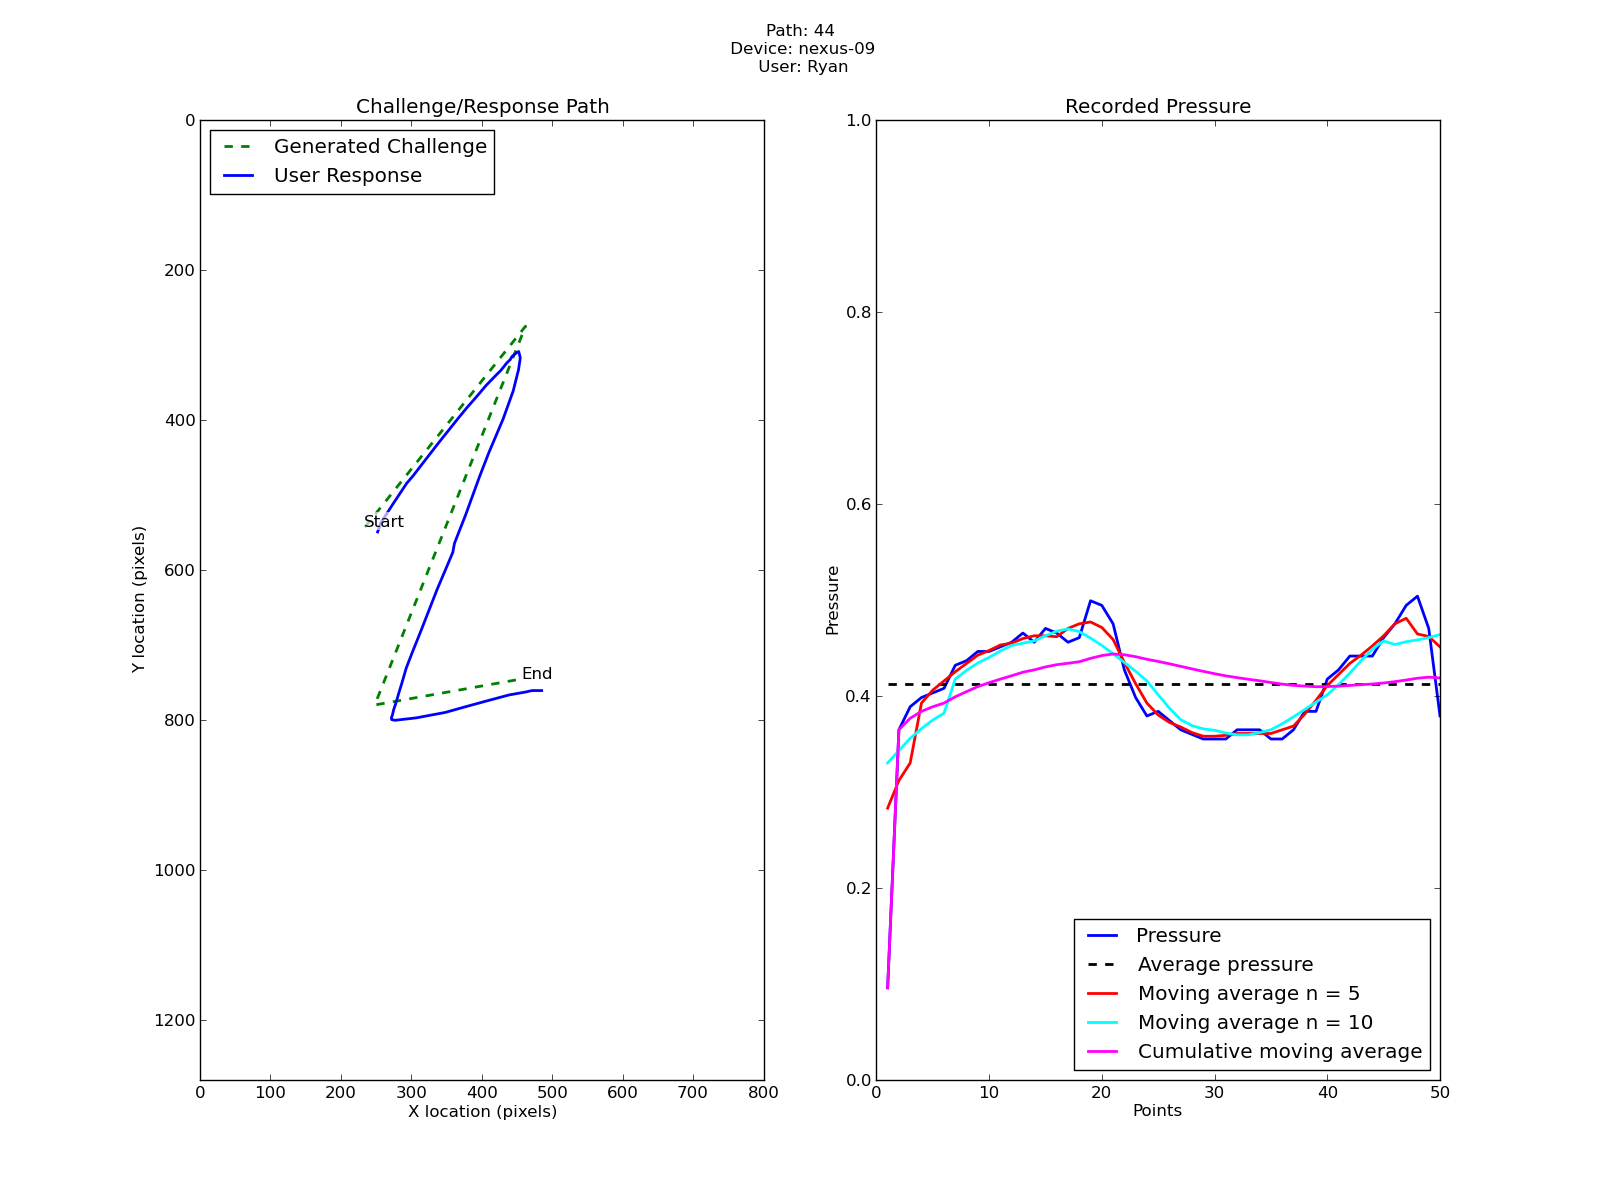 Path: 44
Device: nexus-09
User: Ryan
Challenge/Response Path
0
200
400
600
800
1000
1200
Y location (pixels)
Generated Challenge
User Response
Start
End
0 100 200 300 400 500 600 700 800
X location (pixels)
Recorded Pressure
1.0
0.8
0.6
0.4
0.2
0.0
Pressure
Pressure
Average pressure
Moving average n = 5
Moving average n = 10
Cumulative moving average
0 10 20 30 40 50
Points